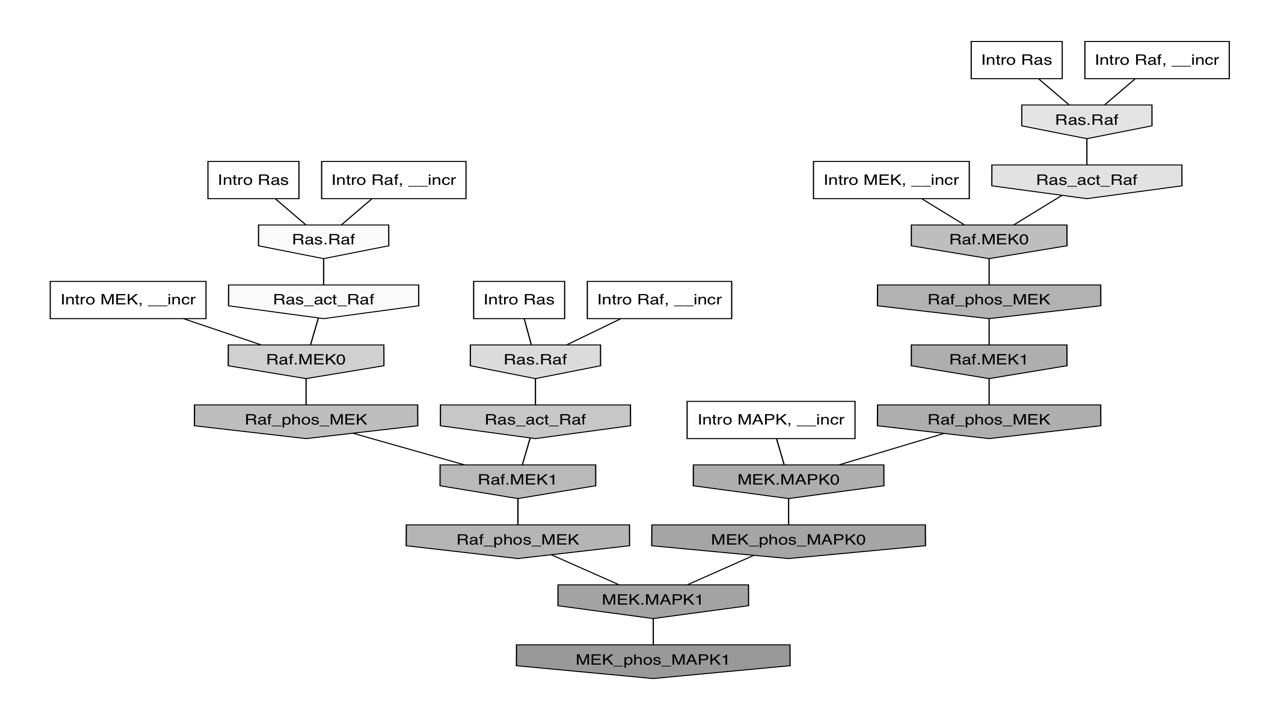 Intro Ras
Intro Raf, __incr
Ras.Raf
Intro Ras
Intro Raf, __incr
Intro MEK, __incr
Ras_act_Raf
Ras.Raf
Raf.MEK0
Intro MEK, __incr
Ras_act_Raf
Intro Ras
Intro Raf, __incr
Raf_phos_MEK
Raf.MEK0
Ras.Raf
Raf.MEK1
Raf_phos_MEK
Ras_act_Raf
Intro MAPK, __incr
Raf_phos_MEK
Raf.MEK1
MEK.MAPK0
Raf_phos_MEK
MEK_phos_MAPK0
MEK.MAPK1
MEK_phos_MAPK1